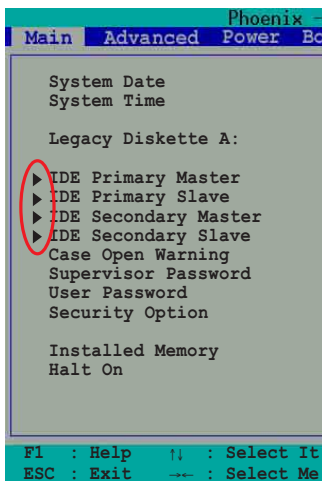 Phoenix -
Main Advanced Power Bo
System Date
System Time
Legacy Diskette A:
IDE Primary Master
IDE Primary Slave
IDE Secondary Master
IDE Secondary Slave
Case Open Warning
Supervisor Password
User Password
Security Option
Installed Memory
Halt On
F1 : Help ↑↓ : Select It
ESC : Exit →← : Select Me